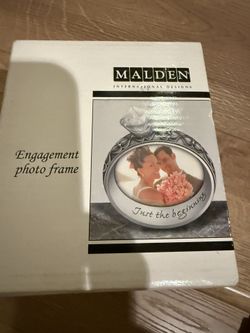 MALDEN
INTERNATIONAL DESIGNS
Engagement
photo frame
Just the beginning